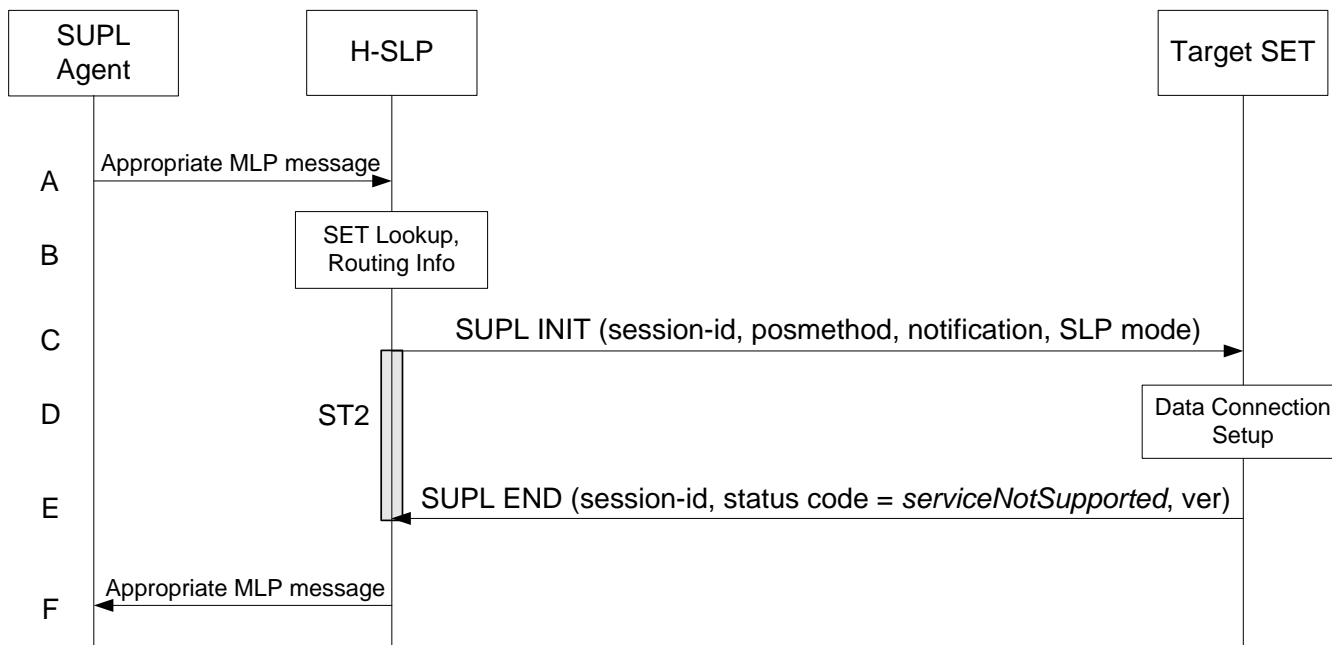 SUPL
Agent
H-SLP
Target SET
A
Appropriate MLP message
B
SET Lookup,
Routing Info
C
SUPL INIT (session-id, posmethod, notification, SLP mode)
D
ST2
Data Connection
Setup
E
SUPL END (session-id, status code = serviceNotSupported, ver)
F
Appropriate MLP message